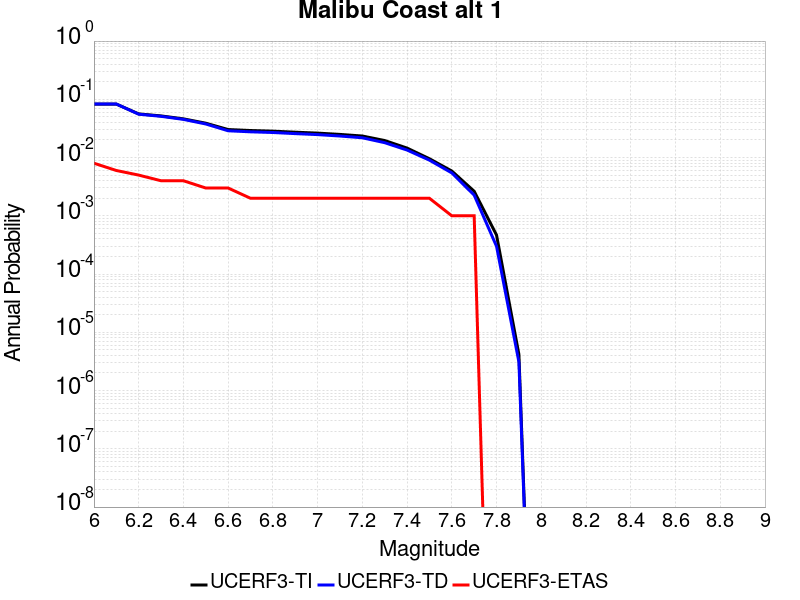 Malibu Coast alt 1
10^0
10^-1
10^-2
10^-3
10^-4
10^-5
10^-6
10^-7
10^-8
Annual Probability
6 6.2 6.4 6.6 6.8 7 7.2 7.4 7.6 7.8 8 8.2 8.4 8.6 8.8 9
Magnitude
UCERF3-TI UCERF3-TD UCERF3-ETAS